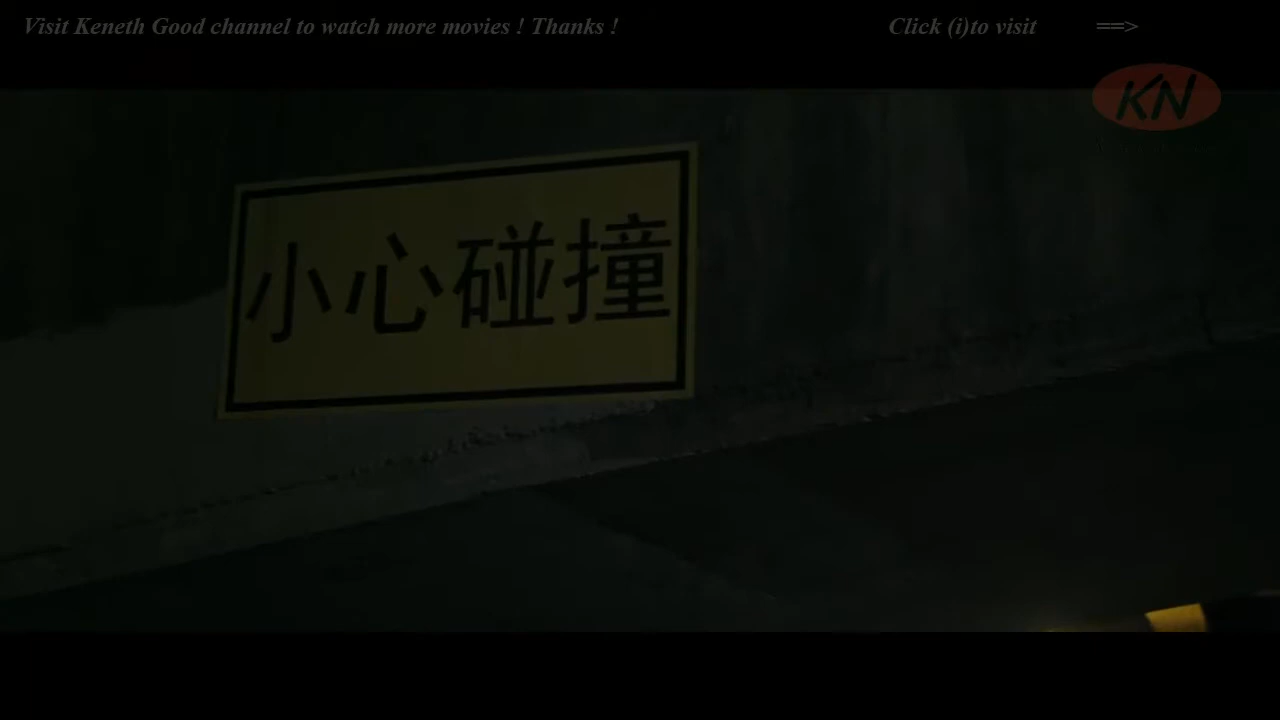 Visit Keneth Good channel to watch more movies ! Thanks ! Click (i)to visit ==>
KN
小心碰撞